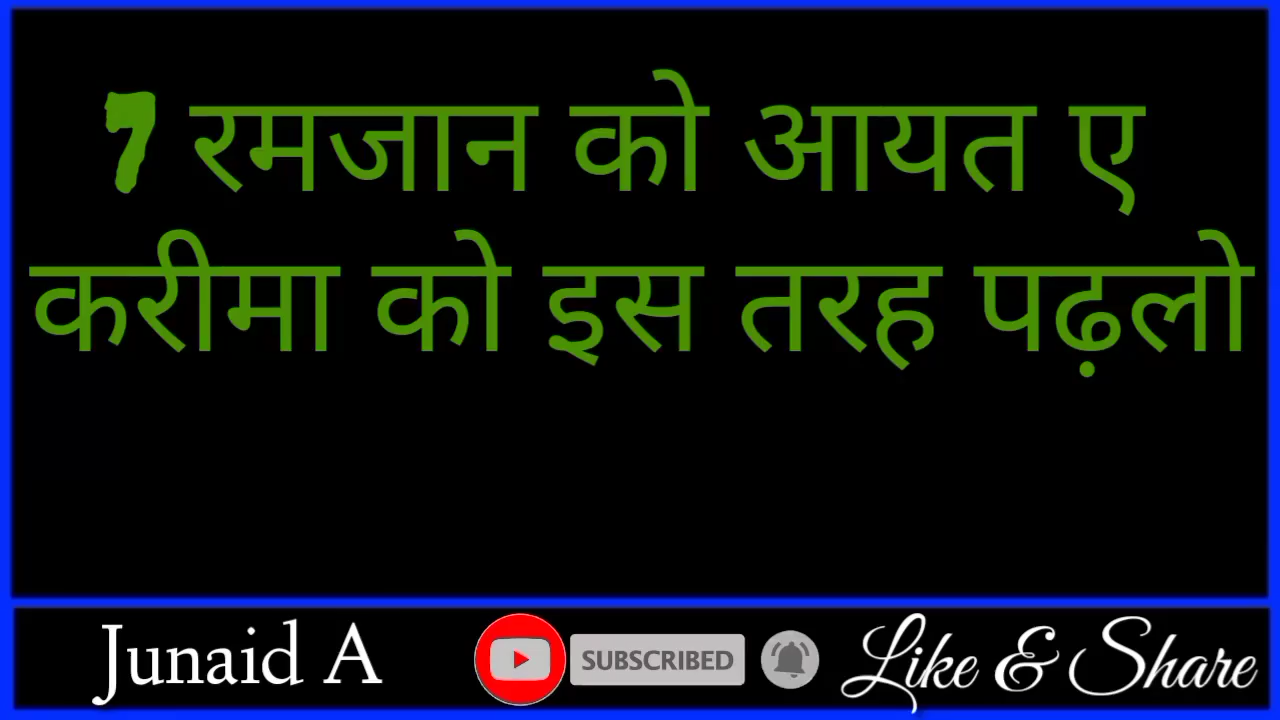 7 रमजान को आयत ए
करीमा को इस तरह पढ़लो
Junaid A SUBSCRIBED Like & Share